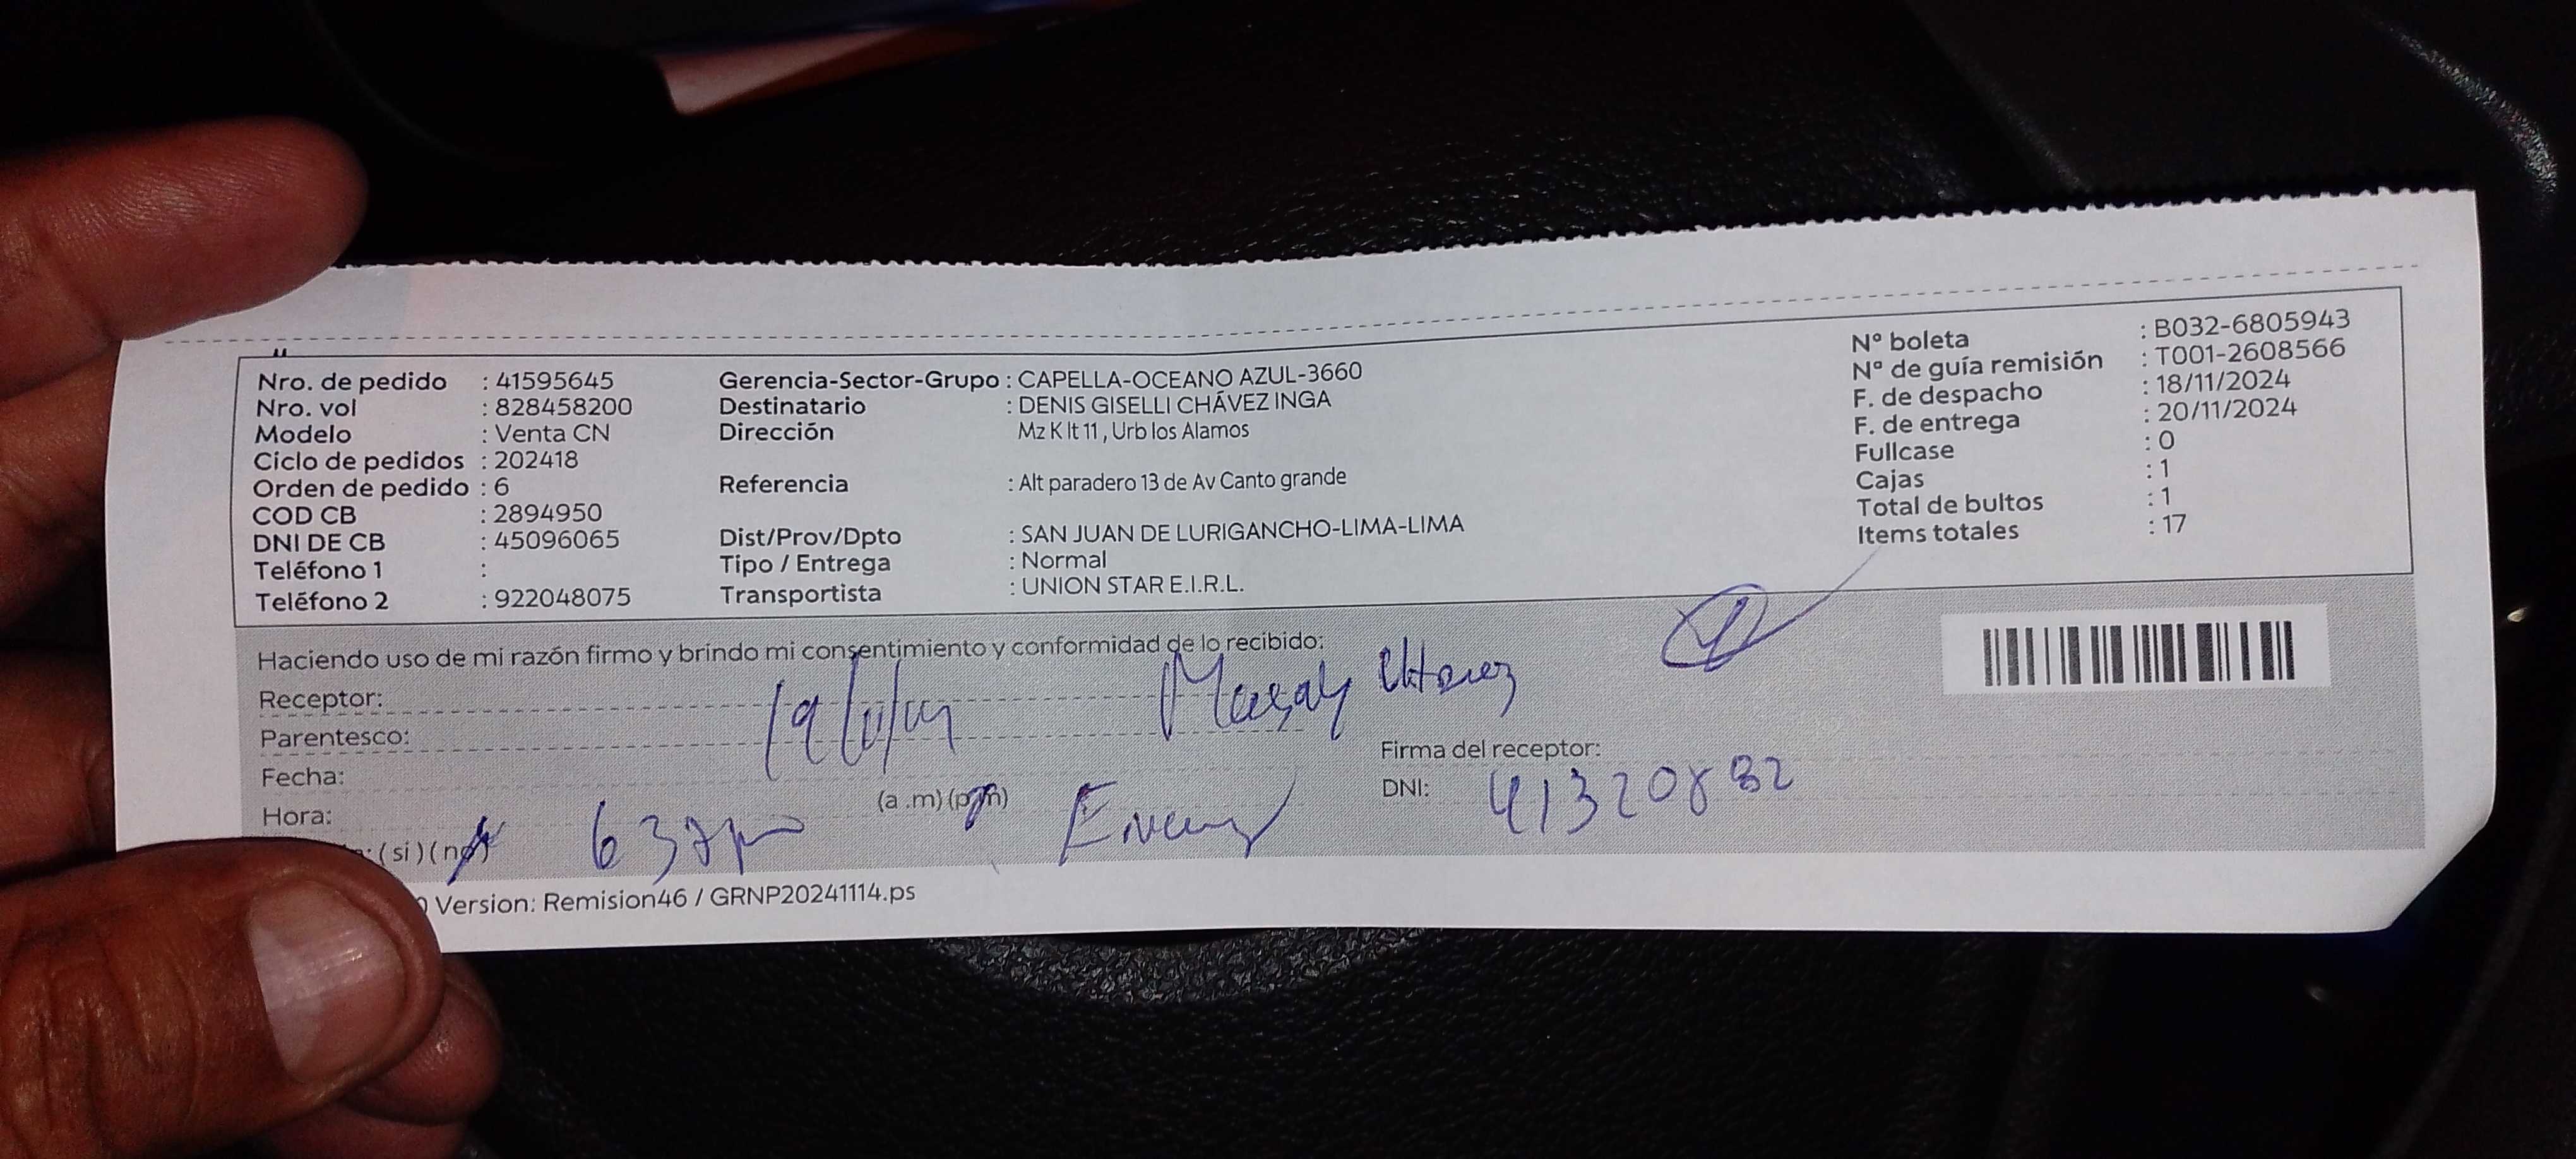 Nro. de pedido : 41595645
Nro. vol : 828458200
Modelo : Venta CN
Ciclo de pedidos : 202418
Orden de pedido : 6
COD CB : 2894950
DNI DE CB : 45096065
Teléfono 1 :
Teléfono 2 : 922048075
Gerencia-Sector-Grupo : CAPELLA-OCEANO AZUL-3660
Destinatario : DENIS GISELLI CHÁVEZ INGA
Dirección Mz K lt 11 , Urb los Alamos
Referencia : Alt paradero 13 de Av Canto grande
Dist/Prov/Dpto : SAN JUAN DE LURIGANCHO-LIMA-LIMA
Tipo / Entrega : Normal
Transportista : UNION STAR E.I.R.L.
Nº boleta : B032-6805943
Nº de guía remisión : T001-2608566
F. de despacho : 18/11/2024
F. de entrega : 20/11/2024
Fullcase : 0
Cajas : 1
Total de bultos : 1
Items totales : 17
Haciendo uso de mi razón firmo y brindo mi consentimiento y conformidad de lo recibido:
Receptor:
Parentesco:
Fecha:
Hora: (a .m) (p.m)
Firma del receptor:
DNI: 41320882
: ( si ) ( no )
Version: Remision46 / GRNP20241114.ps